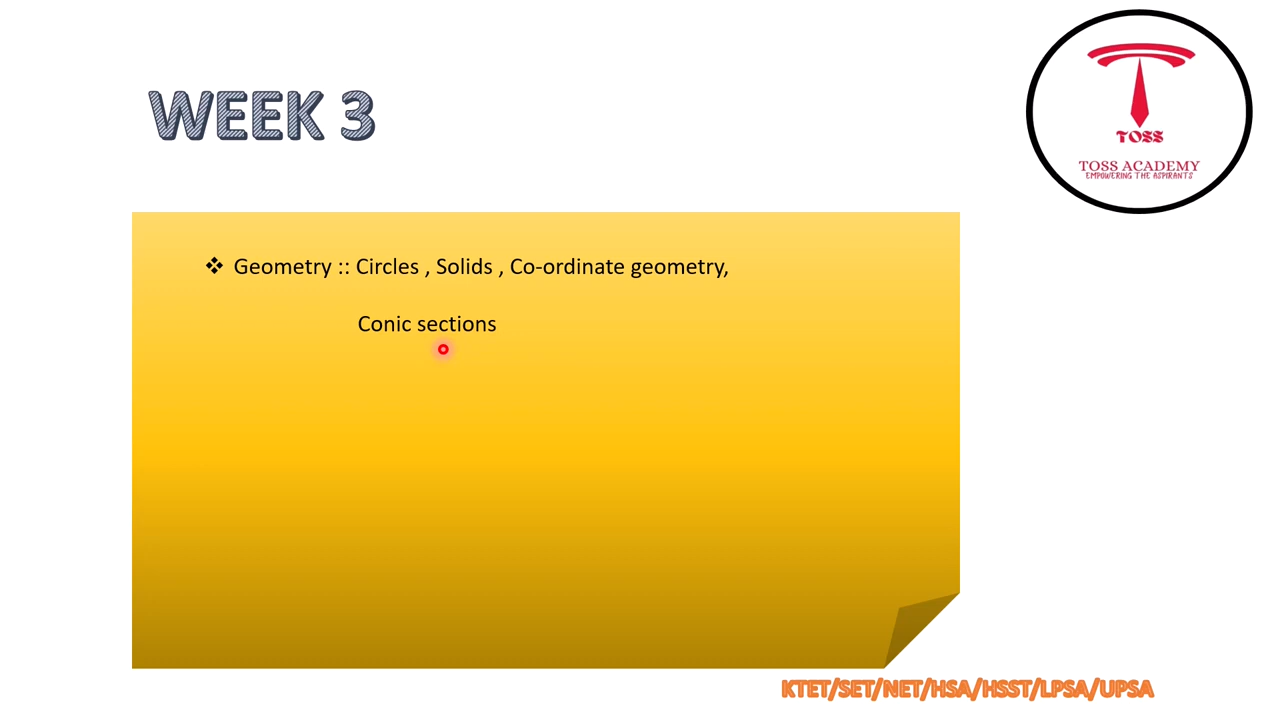 WEEK 3
TOSS
TOSS ACADEMY
EMPOWERING THE ASPIRANTS
❖ Geometry :: Circles , Solids , Co-ordinate geometry,
Conic sections
KTET/SET/NET/HSA/HSST/LPSA/UPSA